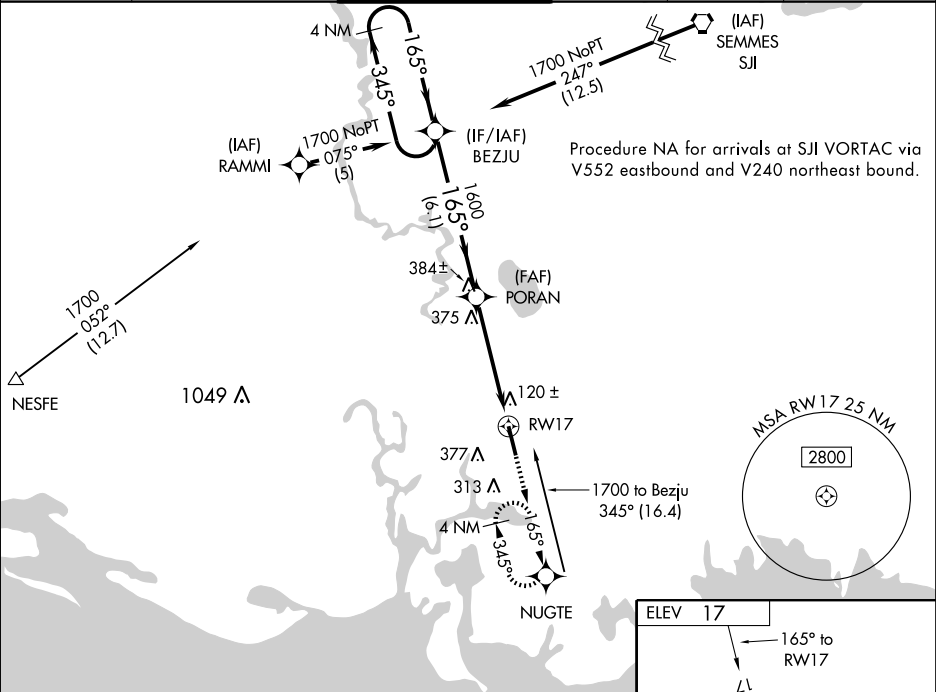 4 NM
165°
345°
(IAF)
SEMMES
SJI
1700 NoPT
247°
(12.5)
(IAF)
RAMMI
1700 NoPT
075°
(5)
(IF/IAF)
BEZJU
Procedure NA for arrivals at SJI VORTAC via
V552 eastbound and V240 northeast bound.
1600
165°
(6.1)
384±
(FAF)
PORAN
375
1700
052°
(12.7)
NESFE
1049
120 ±
RW17
377
313
1700 to Bezju
345° (16.4)
4 NM
165°
345°
NUGTE
MSA RW17 25 NM
2800
ELEV 17
165° to
RW17
17